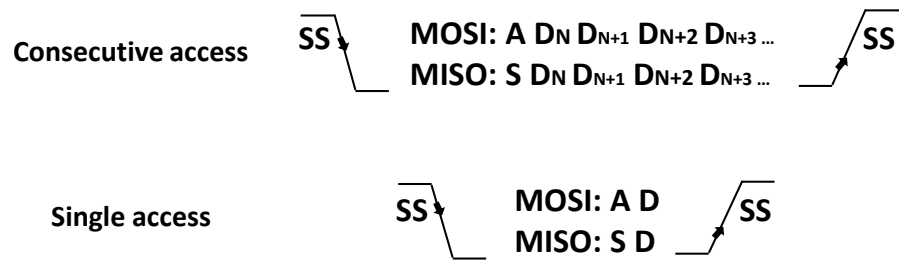 Consecutive access SS MOSI: A DN DN+1 DN+2 DN+3 ... SS
MISO: S DN DN+1 DN+2 DN+3 ...
Single access SS MOSI: A D SS
MISO: S D